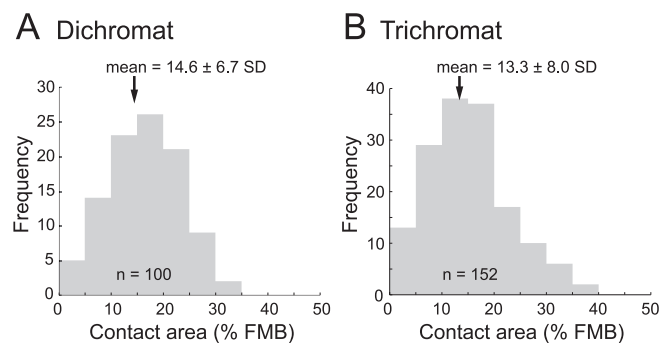 A Dichromat
mean = 14.6 ± 6.7 SD
30
25
20
15
10
5
0
Frequency
n = 100
0 10 20 30 40 50
Contact area (% FMB)
B Trichromat
mean = 13.3 ± 8.0 SD
40
30
20
10
0
Frequency
n = 152
0 10 20 30 40 50
Contact area (% FMB)